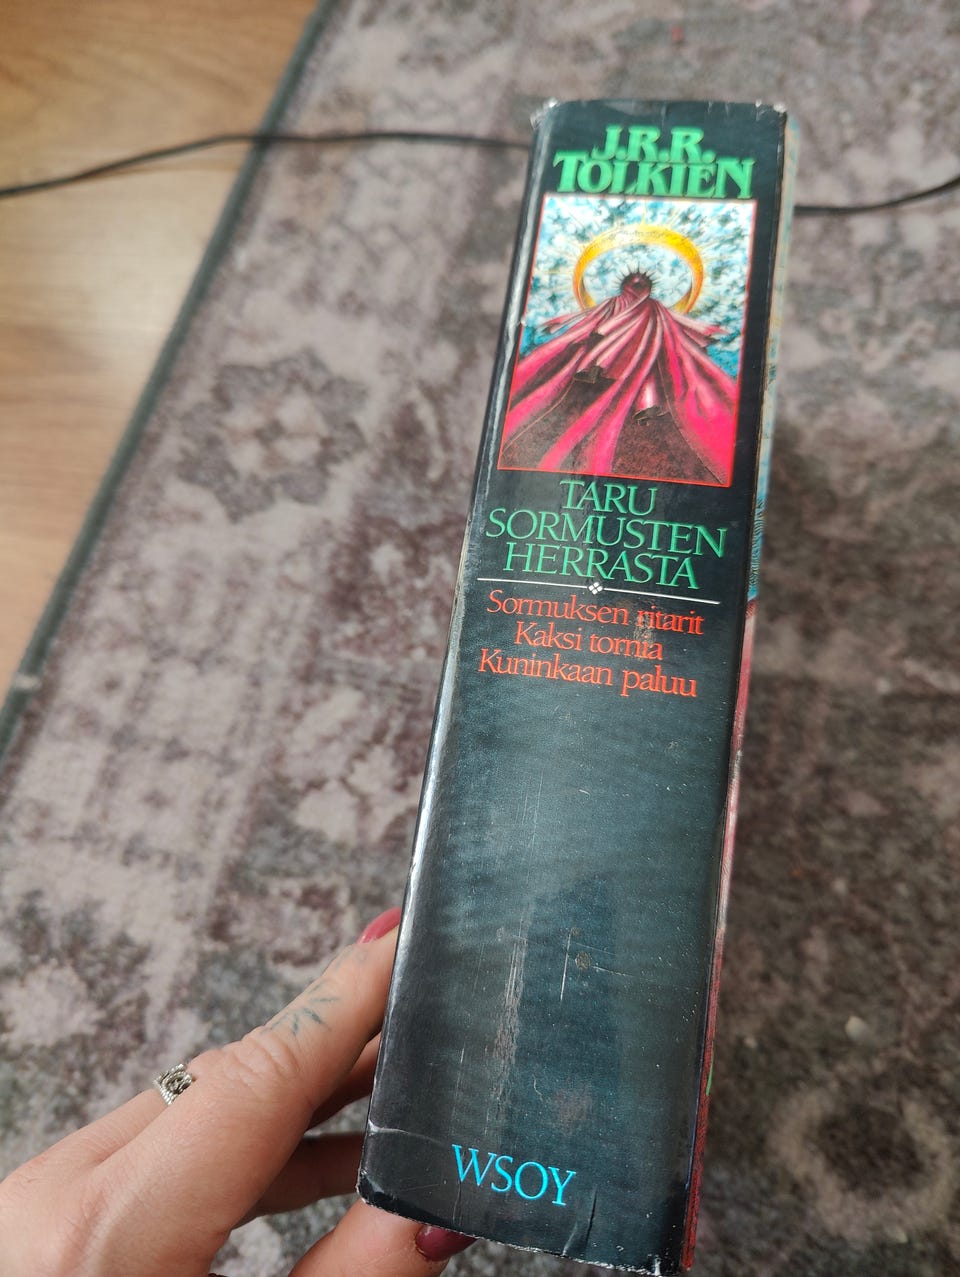 J.R.R.
TOLKIEN
TARU
SORMUSTEN
HERRASTA
Sormuksen ritarit
Kaksi tornia
Kuninkaan paluu
WSOY